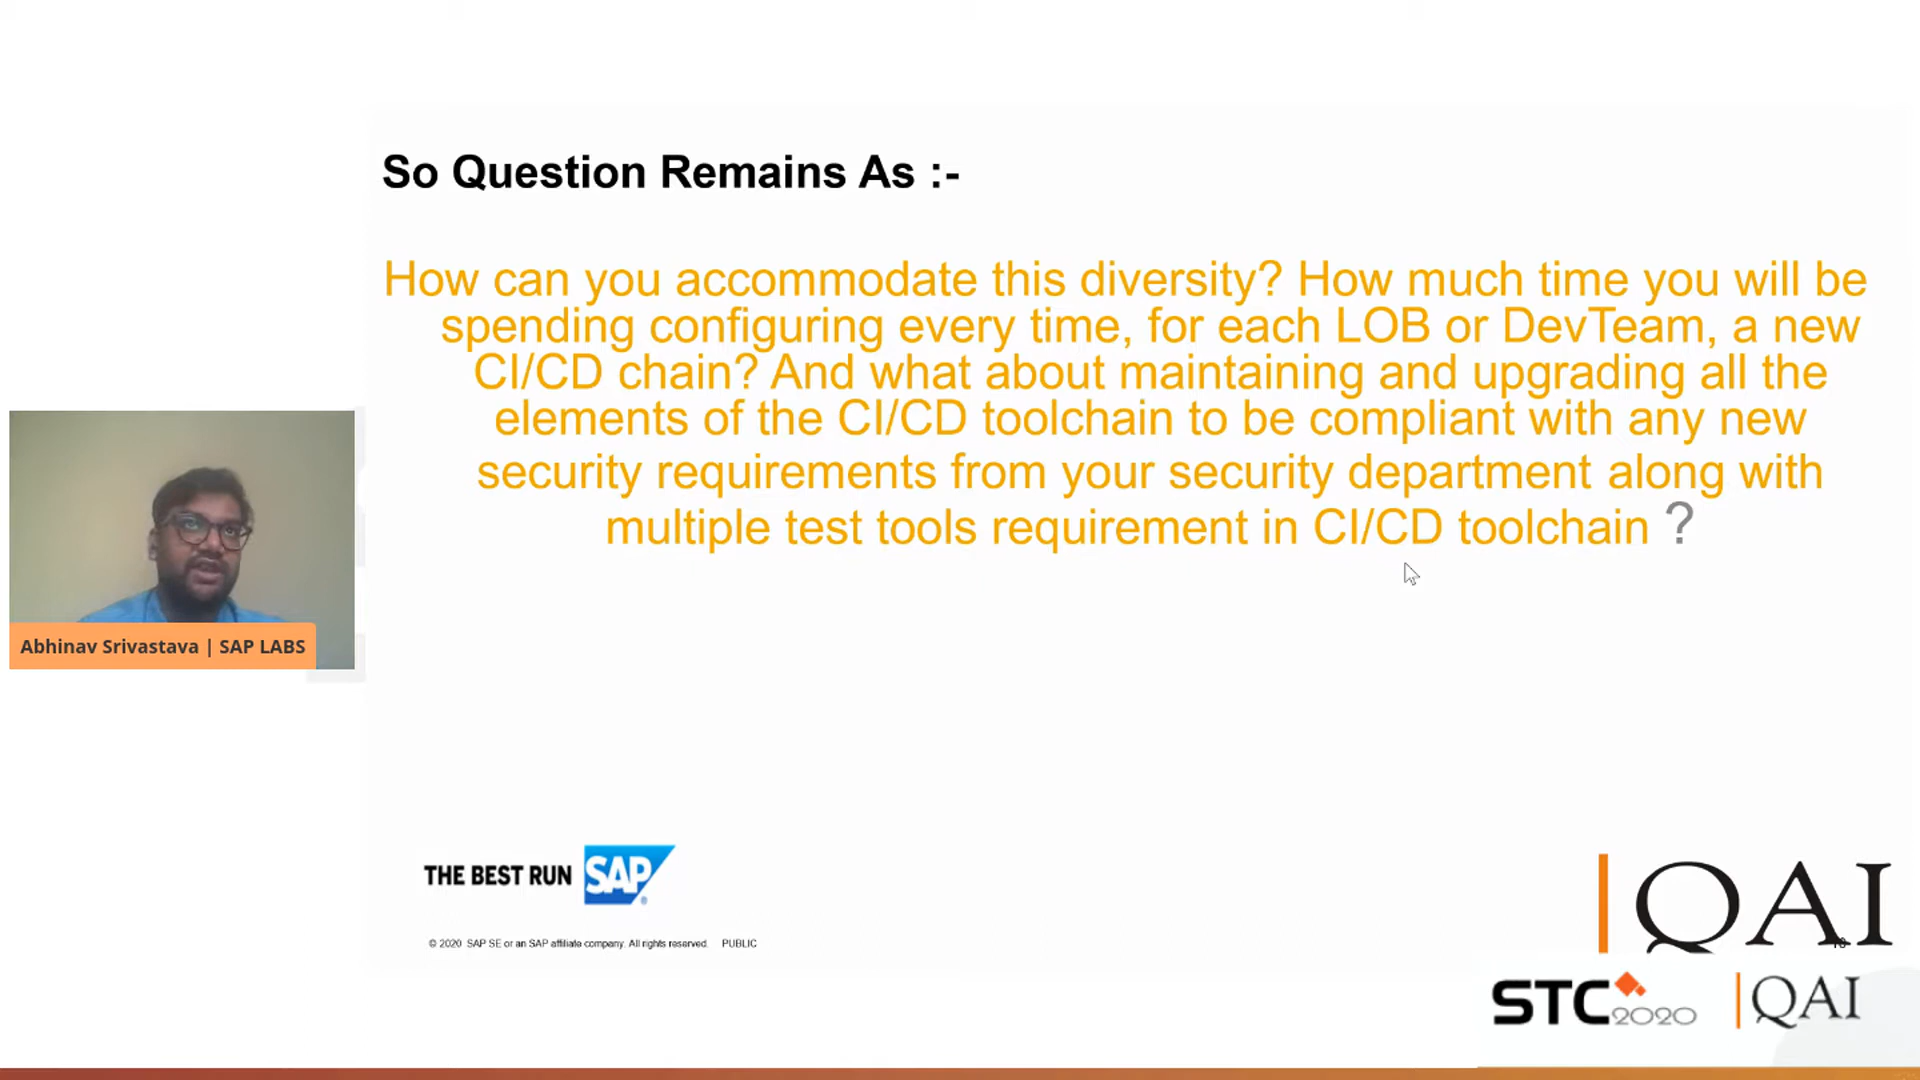 So Question Remains As :-
How can you accommodate this diversity? How much time you will be
spending configuring every time, for each LOB or DevTeam, a new
CI/CD chain? And what about maintaining and upgrading all the
elements of the CI/CD toolchain to be compliant with any new
security requirements from your security department along with
multiple test tools requirement in CI/CD toolchain ?
Abhinav Srivastava | SAP LABS
THE BEST RUN SAP
© 2020 SAP SE or an SAP affiliate company. All rights reserved. PUBLIC
QAI
STC 2020 QAI